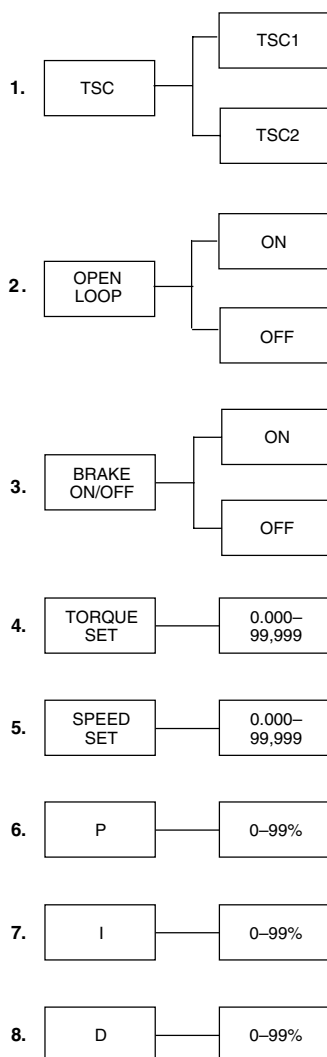 1.
TSC
TSC1
TSC2
2.
OPEN
LOOP
ON
OFF
3.
BRAKE
ON/OFF
ON
OFF
4.
TORQUE
SET
0.000–
99,999
5.
SPEED
SET
0.000–
99,999
6.
P
0–99%
7.
I
0–99%
8.
D
0–99%